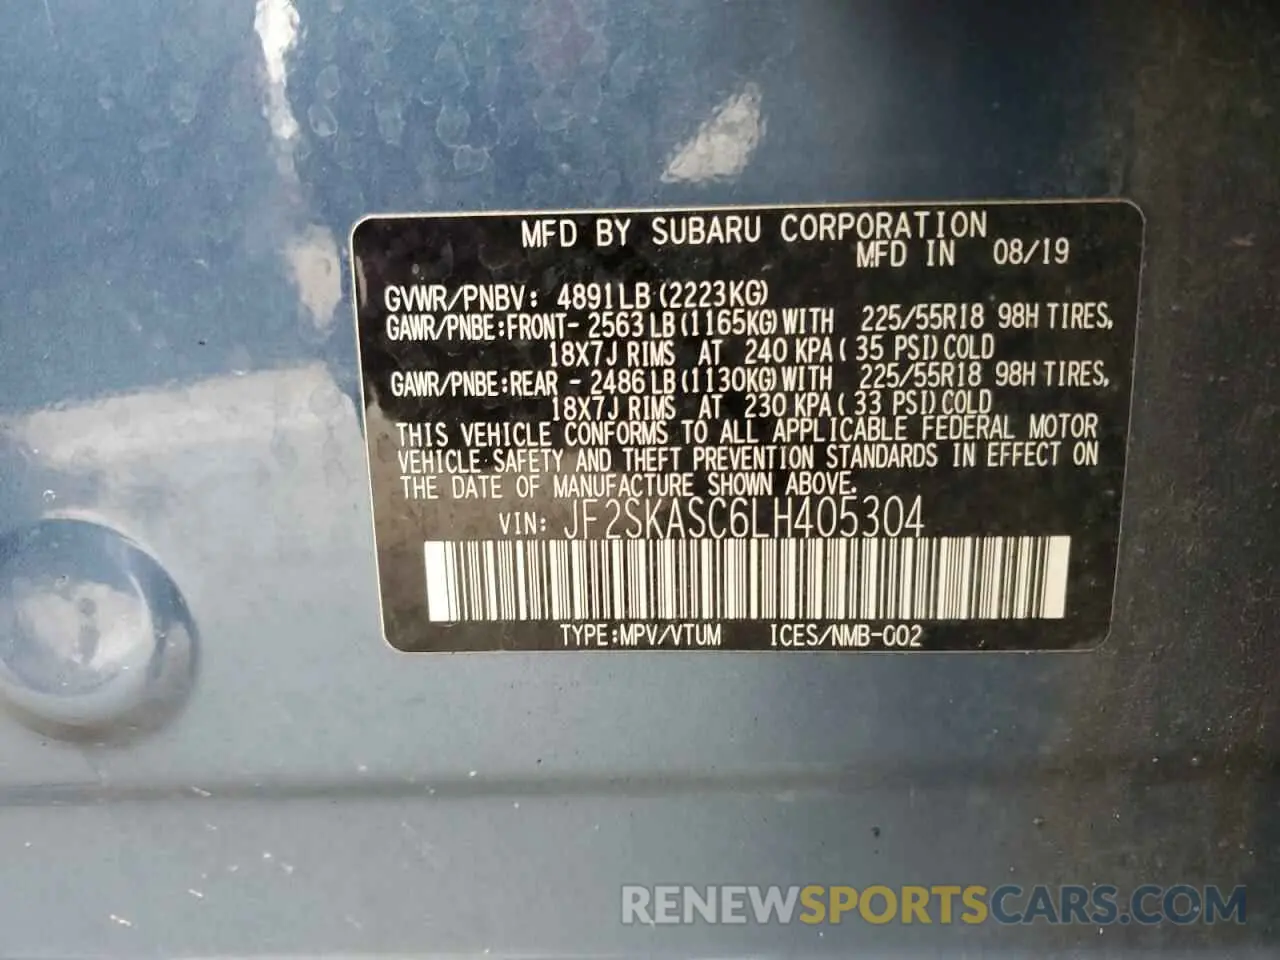 MFD BY SUBARU CORPORATION
MFD IN 08/19
GVWR/PNBV: 4891LB(2223KG)
GAWR/PNBE:FRONT- 2563LB(1165KG)WITH 225/55R18 98H TIRES,
18X7J RIMS AT 240 KPA( 35 PSI)COLD
GAWR/PNBE:REAR - 2486LB(1130KG)WITH 225/55R18 98H TIRES,
18X7J RIMS AT 230 KPA( 33 PSI)COLD
THIS VEHICLE CONFORMS TO ALL APPLICABLE FEDERAL MOTOR
VEHICLE SAFETY AND THEFT PREVENTION STANDARDS IN EFFECT ON
THE DATE OF MANUFACTURE SHOWN ABOVE.
VIN: JF2SKASC6LH405304
TYPE:MPV/VTUM ICES/NMB-002
RENEWSPORTSCARS.COM